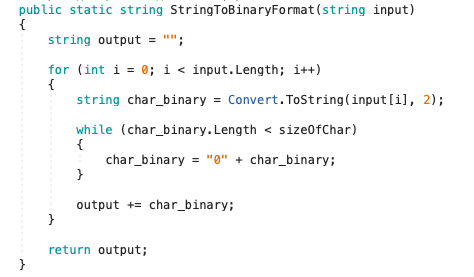 public static string StringToBinaryFormat(string input)
{
    string output = "";
    for (int i = 0; i < input.Length; i++)
    {
        string char_binary = Convert.ToString(input[i], 2);
        while (char_binary.Length < sizeOfChar)
        {
            char_binary = "0" + char_binary;
        }
        output += char_binary;
    }
    return output;
}